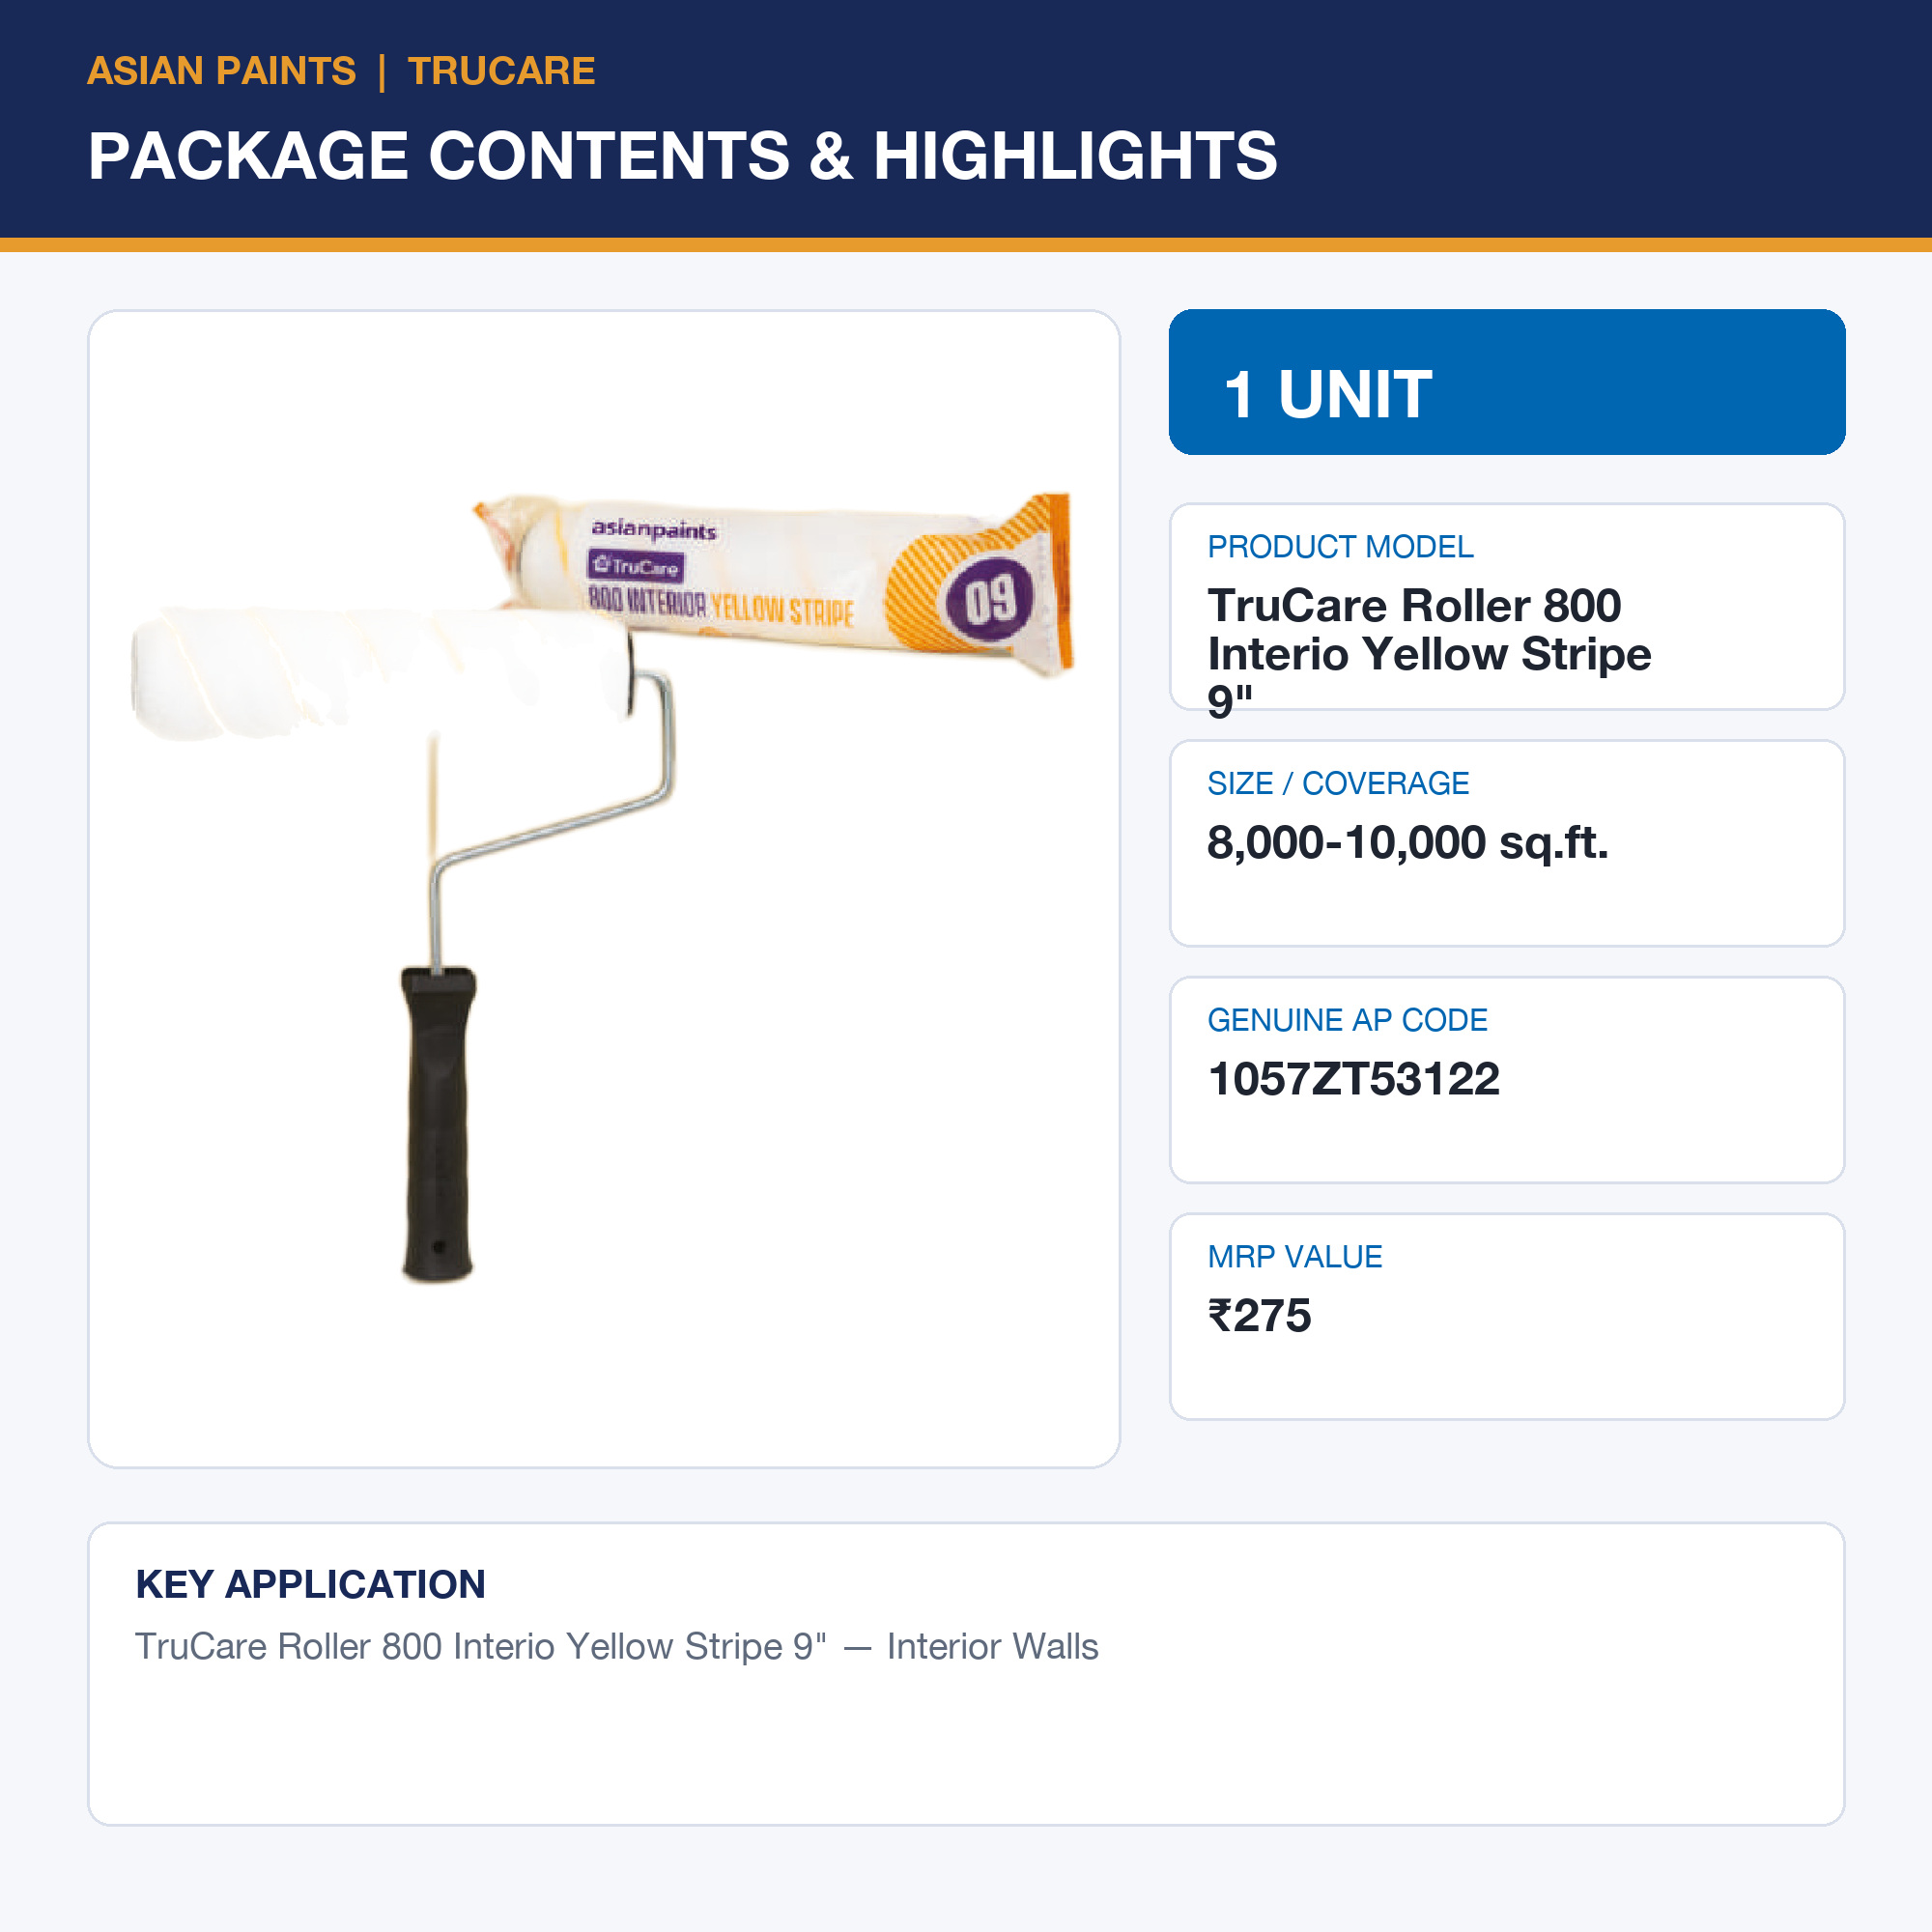 ASIAN PAINTS | TRUCARE
PACKAGE CONTENTS & HIGHLIGHTS
asianpaints
TruCare
800 INTERIOR YELLOW STRIPE
09
1 UNIT
PRODUCT MODEL
TruCare Roller 800
Interio Yellow Stripe
9"
SIZE / COVERAGE
8,000-10,000 sq.ft.
GENUINE AP CODE
1057ZT53122
MRP VALUE
₹275
KEY APPLICATION
TruCare Roller 800 Interio Yellow Stripe 9" — Interior Walls